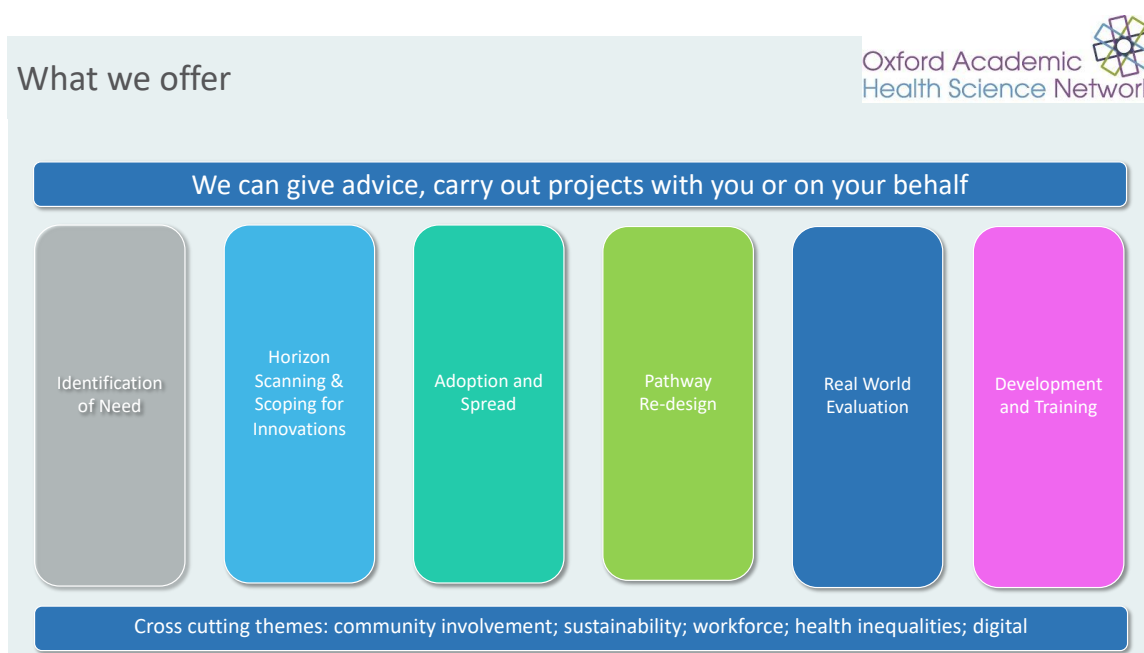 What we offer
Oxford Academic
Health Science Network
We can give advice, carry out projects with you or on your behalf
Identification
of Need
Horizon
Scanning &
Scoping for
Innovations
Adoption and
Spread
Pathway
Re-design
Real World
Evaluation
Development
and Training
Cross cutting themes: community involvement; sustainability; workforce; health inequalities; digital